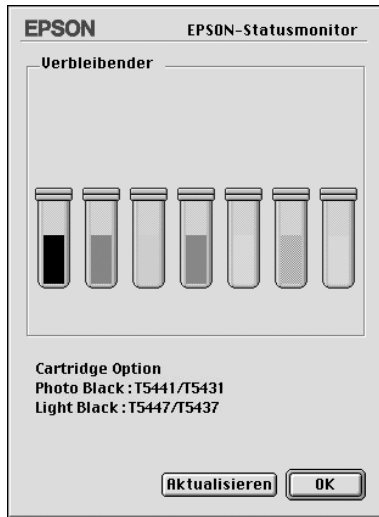 EPSON
EPSON-Statusmonitor
Verbleibender
Cartridge Option
Photo Black : T5441/T5431
Light Black : T5447/T5437
Aktualisieren
OK